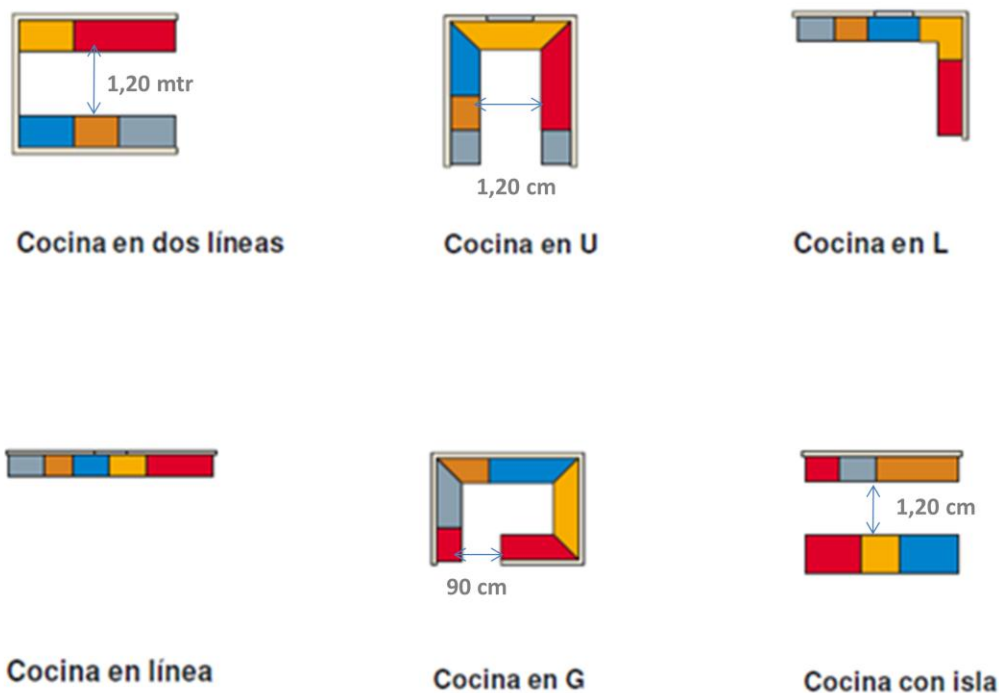 1,20 mtr
1,20 cm
Cocina en dos líneas
Cocina en U
Cocina en L
1,20 cm
90 cm
Cocina en línea
Cocina en G
Cocina con isla